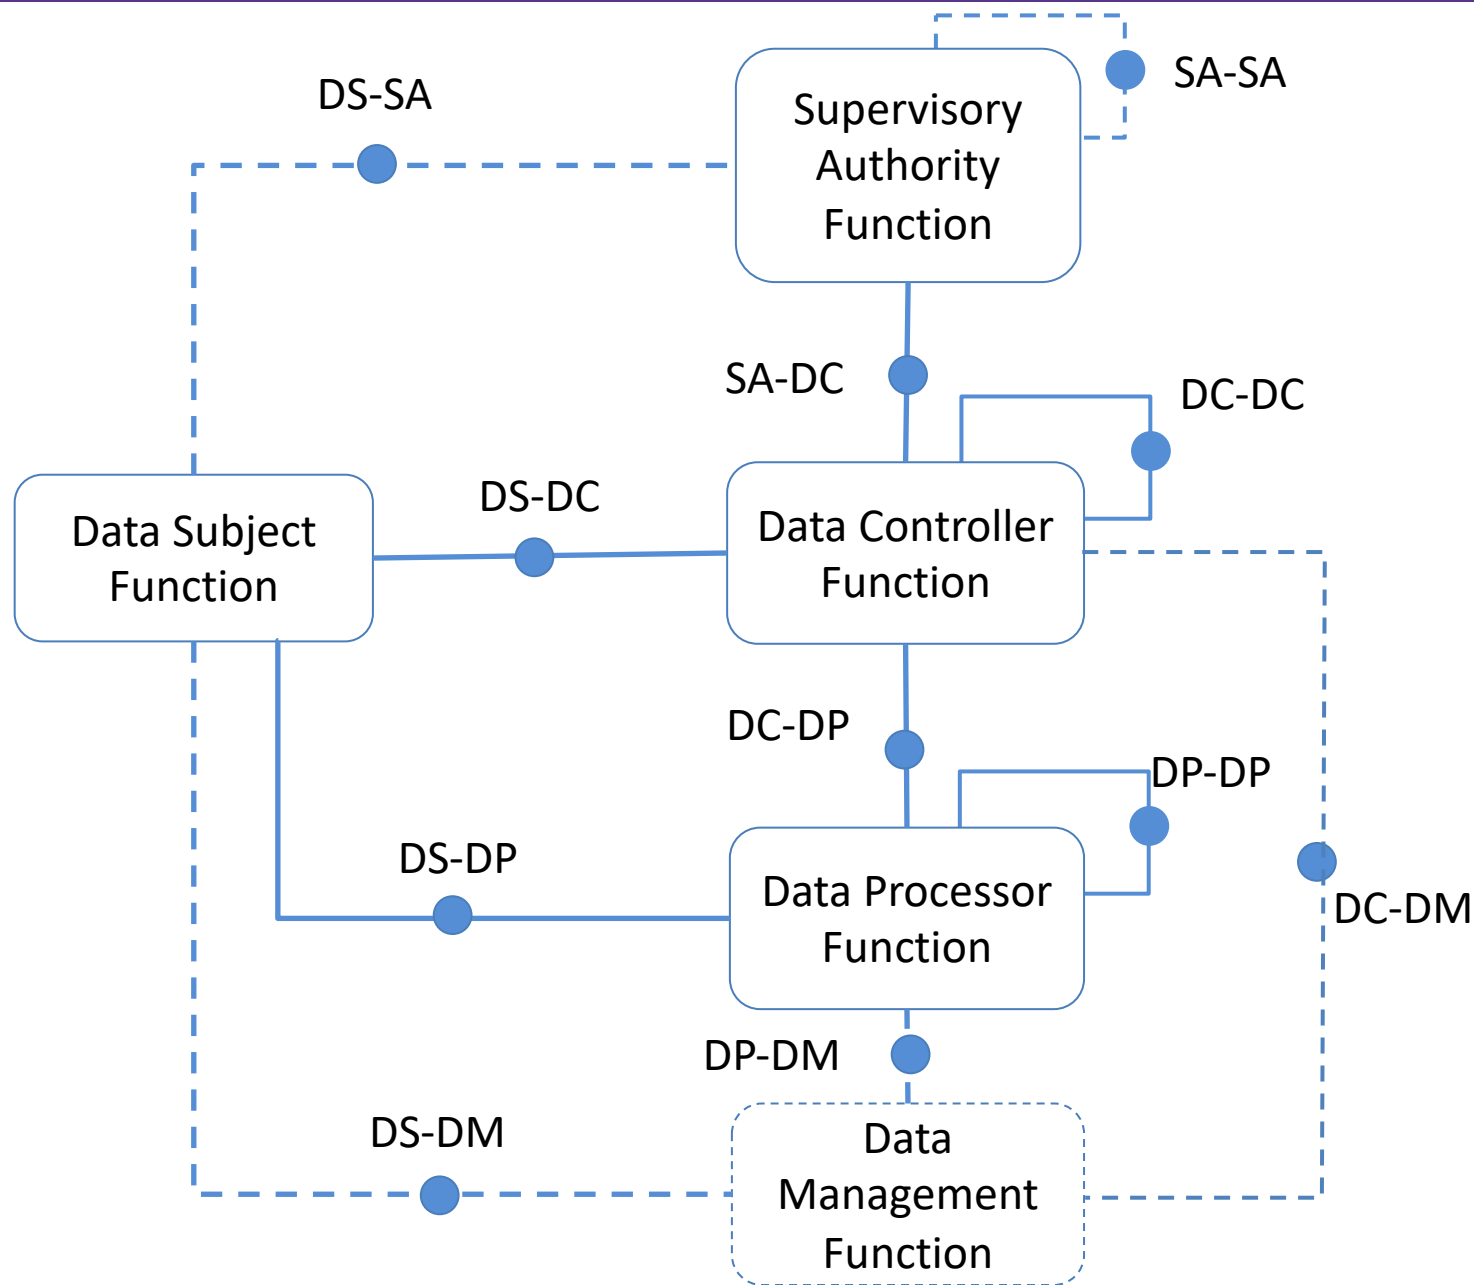 SA-SA
DS-SA
Supervisory
Authority
Function
SA-DC
DC-DC
DS-DC
Data Subject
Function
Data Controller
Function
DC-DP
DP-DP
DS-DP
Data Processor
Function
DC-DM
DP-DM
DS-DM
Data
Management
Function